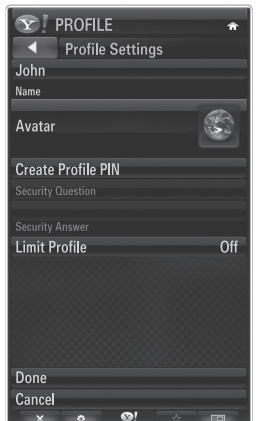 Y! PROFILE
Profile Settings
John
Name
Avatar
Create Profile PIN
Security Question
Security Answer
Limit Profile Off
Done
Cancel
Y!